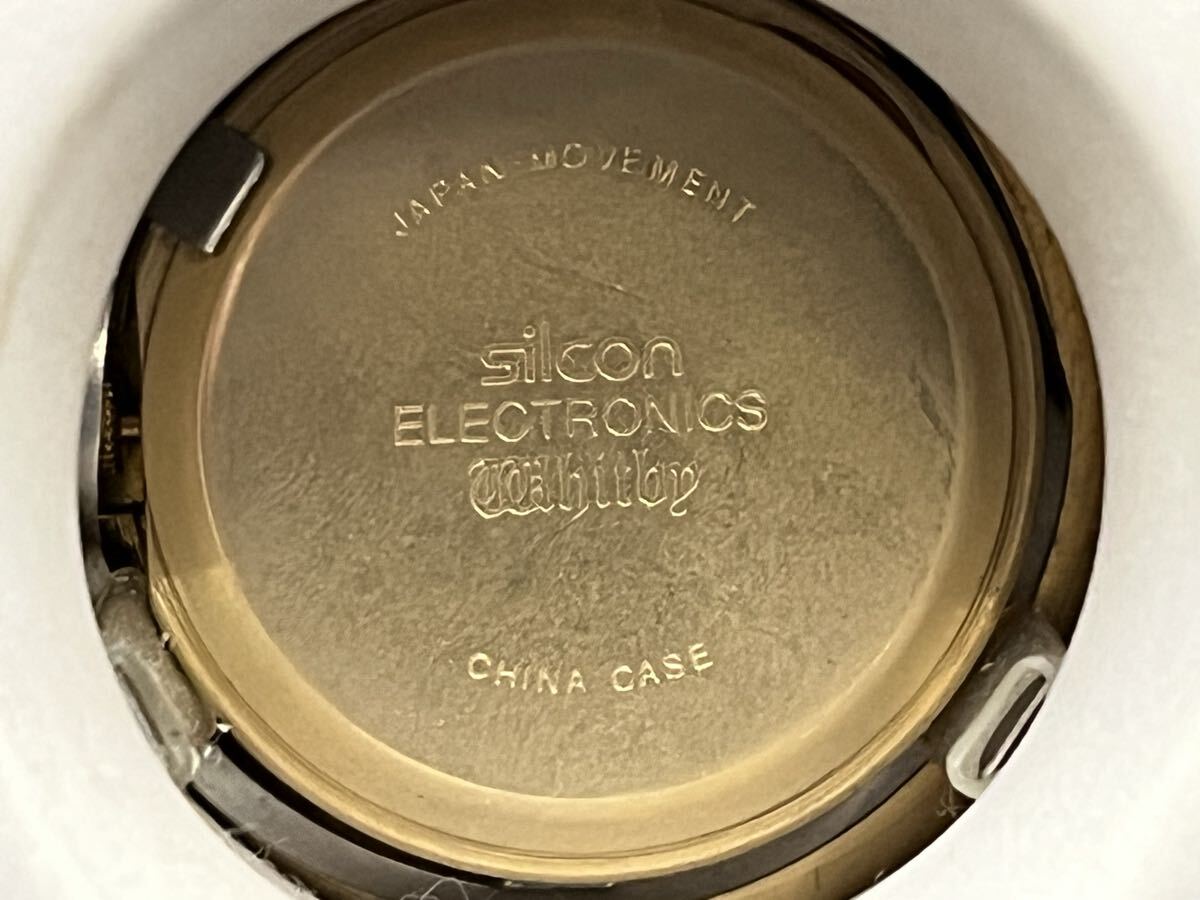 JAPAN MOVEMENT
silcon
ELECTRONICS
Whitby
CHINA CASE